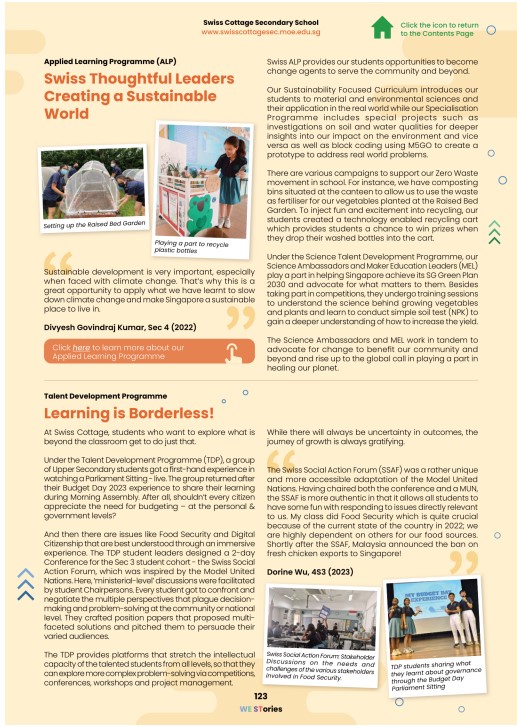 Swiss Cottage Secondary School
www.swisscottagesec.moe.edu.sg
Click the icon to return
to the Contents Page
Applied Learning Programme (ALP)
Swiss Thoughtful Leaders
Creating a Sustainable
World
Setting up the Raised Bed Garden
Playing a part to recycle
plastic bottles
Sustainable development is very important, especially
when faced with climate change. That's why this is a
great opportunity to apply what we have learnt to slow
down climate change and make Singapore a sustainable
place to live in.
Divyesh Govindraj Kumar, Sec 4 (2022)
Click here to learn more about our
Applied Learning Programme
Swiss ALP provides our students opportunities to become
change agents to serve the community and beyond.
Our Sustainability Focused Curriculum introduces our
students to material and environmental sciences and
their application in the real world while our Specialisation
Programme includes special projects such as
investigations on soil and water qualities for deeper
insights into our impact on the environment and vice
versa as well as block coding using M5GO to create a
prototype to address real world problems.
There are various campaigns to support our Zero Waste
movement in school. For instance, we have composting
bins situated at the canteen to allow us to use the waste
as fertiliser for our vegetables planted at the Raised Bed
Garden. To inject fun and excitement into recycling, our
students created a technology enabled recycling cart
which provides students a chance to win prizes when
they drop their washed bottles into the cart.
Under the Science Talent Development Programme, our
Science Ambassadors and Maker Education Leaders (MEL)
play a part in helping Singapore achieve its SG Green Plan
2030 and advocate for what matters to them. Besides
taking part in competitions, they undergo training sessions
to understand the science behind growing vegetables
and plants and learn to conduct simple soil test (NPK) to
gain a deeper understanding of how to increase the yield.
The Science Ambassadors and MEL work in tandem to
advocate for change to benefit our community and
beyond and rise up to the global call in playing a part in
healing our planet.
Talent Development Programme
Learning is Borderless!
At Swiss Cottage, students who want to explore what is
beyond the classroom get to do just that.
Under the Talent Development Programme (TDP), a group
of Upper Secondary students got a first-hand experience in
watching a Parliament Sitting - live. The group returned after
their Budget Day 2023 experience to share their learning
during Morning Assembly. After all, shouldn't every citizen
appreciate the need for budgeting – at the personal &
government levels?
And then there are issues like Food Security and Digital
Citizenship that are best understood through an immersive
experience. The TDP student leaders designed a 2-day
Conference for the Sec 3 student cohort - the Swiss Social
Action Forum, which was inspired by the Model United
Nations. Here, 'ministerial-level' discussions were facilitated
by student Chairpersons. Every student got to confront and
negotiate the multiple perspectives that plague decision-
making and problem-solving at the community or national
level. They crafted position papers that proposed multi-
faceted solutions and pitched them to persuade their
varied audiences.
The TDP provides platforms that stretch the intellectual
capacity of the talented students from all levels, so that they
can explore more complex problem-solving via competitions,
conferences, workshops and project management.
While there will always be uncertainty in outcomes, the
journey of growth is always gratifying.
The Swiss Social Action Forum (SSAF) was a rather unique
and more accessible adaptation of the Model United
Nations. Having chaired both the conference and a MUN,
the SSAF is more authentic in that it allows all students to
have some fun with responding to issues directly relevant
to us. My class did Food Security which is quite crucial
because of the current state of the country in 2022; we
are highly dependent on others for our food sources.
Shortly after the SSAF, Malaysia announced the ban on
fresh chicken exports to Singapore!
Dorine Wu, 4S3 (2023)
Swiss Social Action Forum: Stakeholder
Discussions on the needs and
challenges of the various stakeholders
involved in Food Security.
MY BUDGET DAY
EXPERIENCE
TDP students sharing what
they learnt about governance
through the Budget Day
Parliament Sitting
123
WE STories